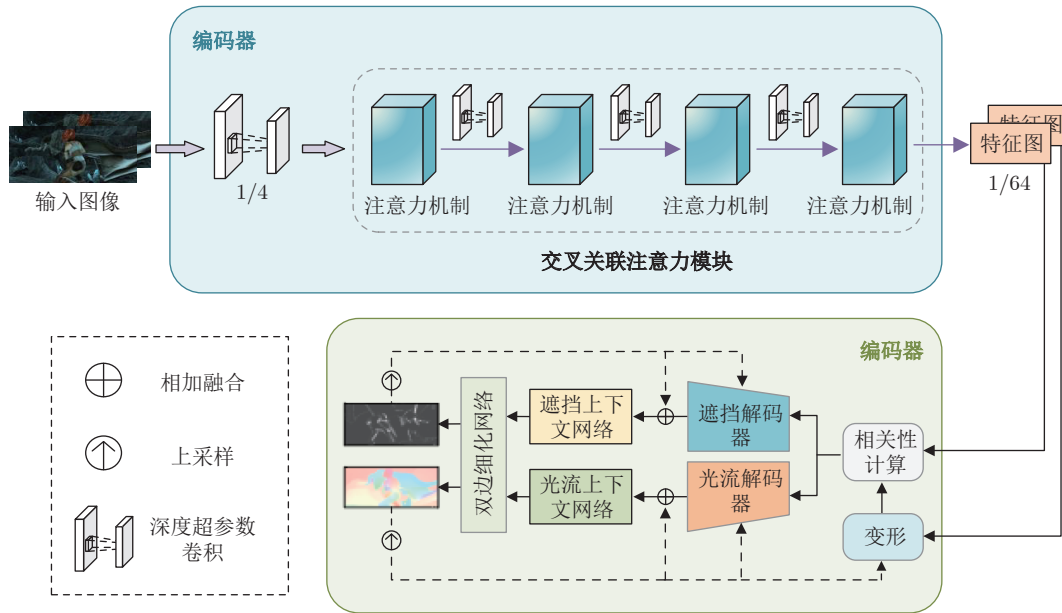 编码器
输入图像
1/4
注意力机制
注意力机制
注意力机制
注意力机制
交叉关联注意力模块
特征图
特征图
1/64
相加融合
上采样
深度超参数
卷积
编码器
双边细化网络
遮挡上下
文网络
遮挡解码
器
光流上下
文网络
光流解码
器
相关性
计算
变形